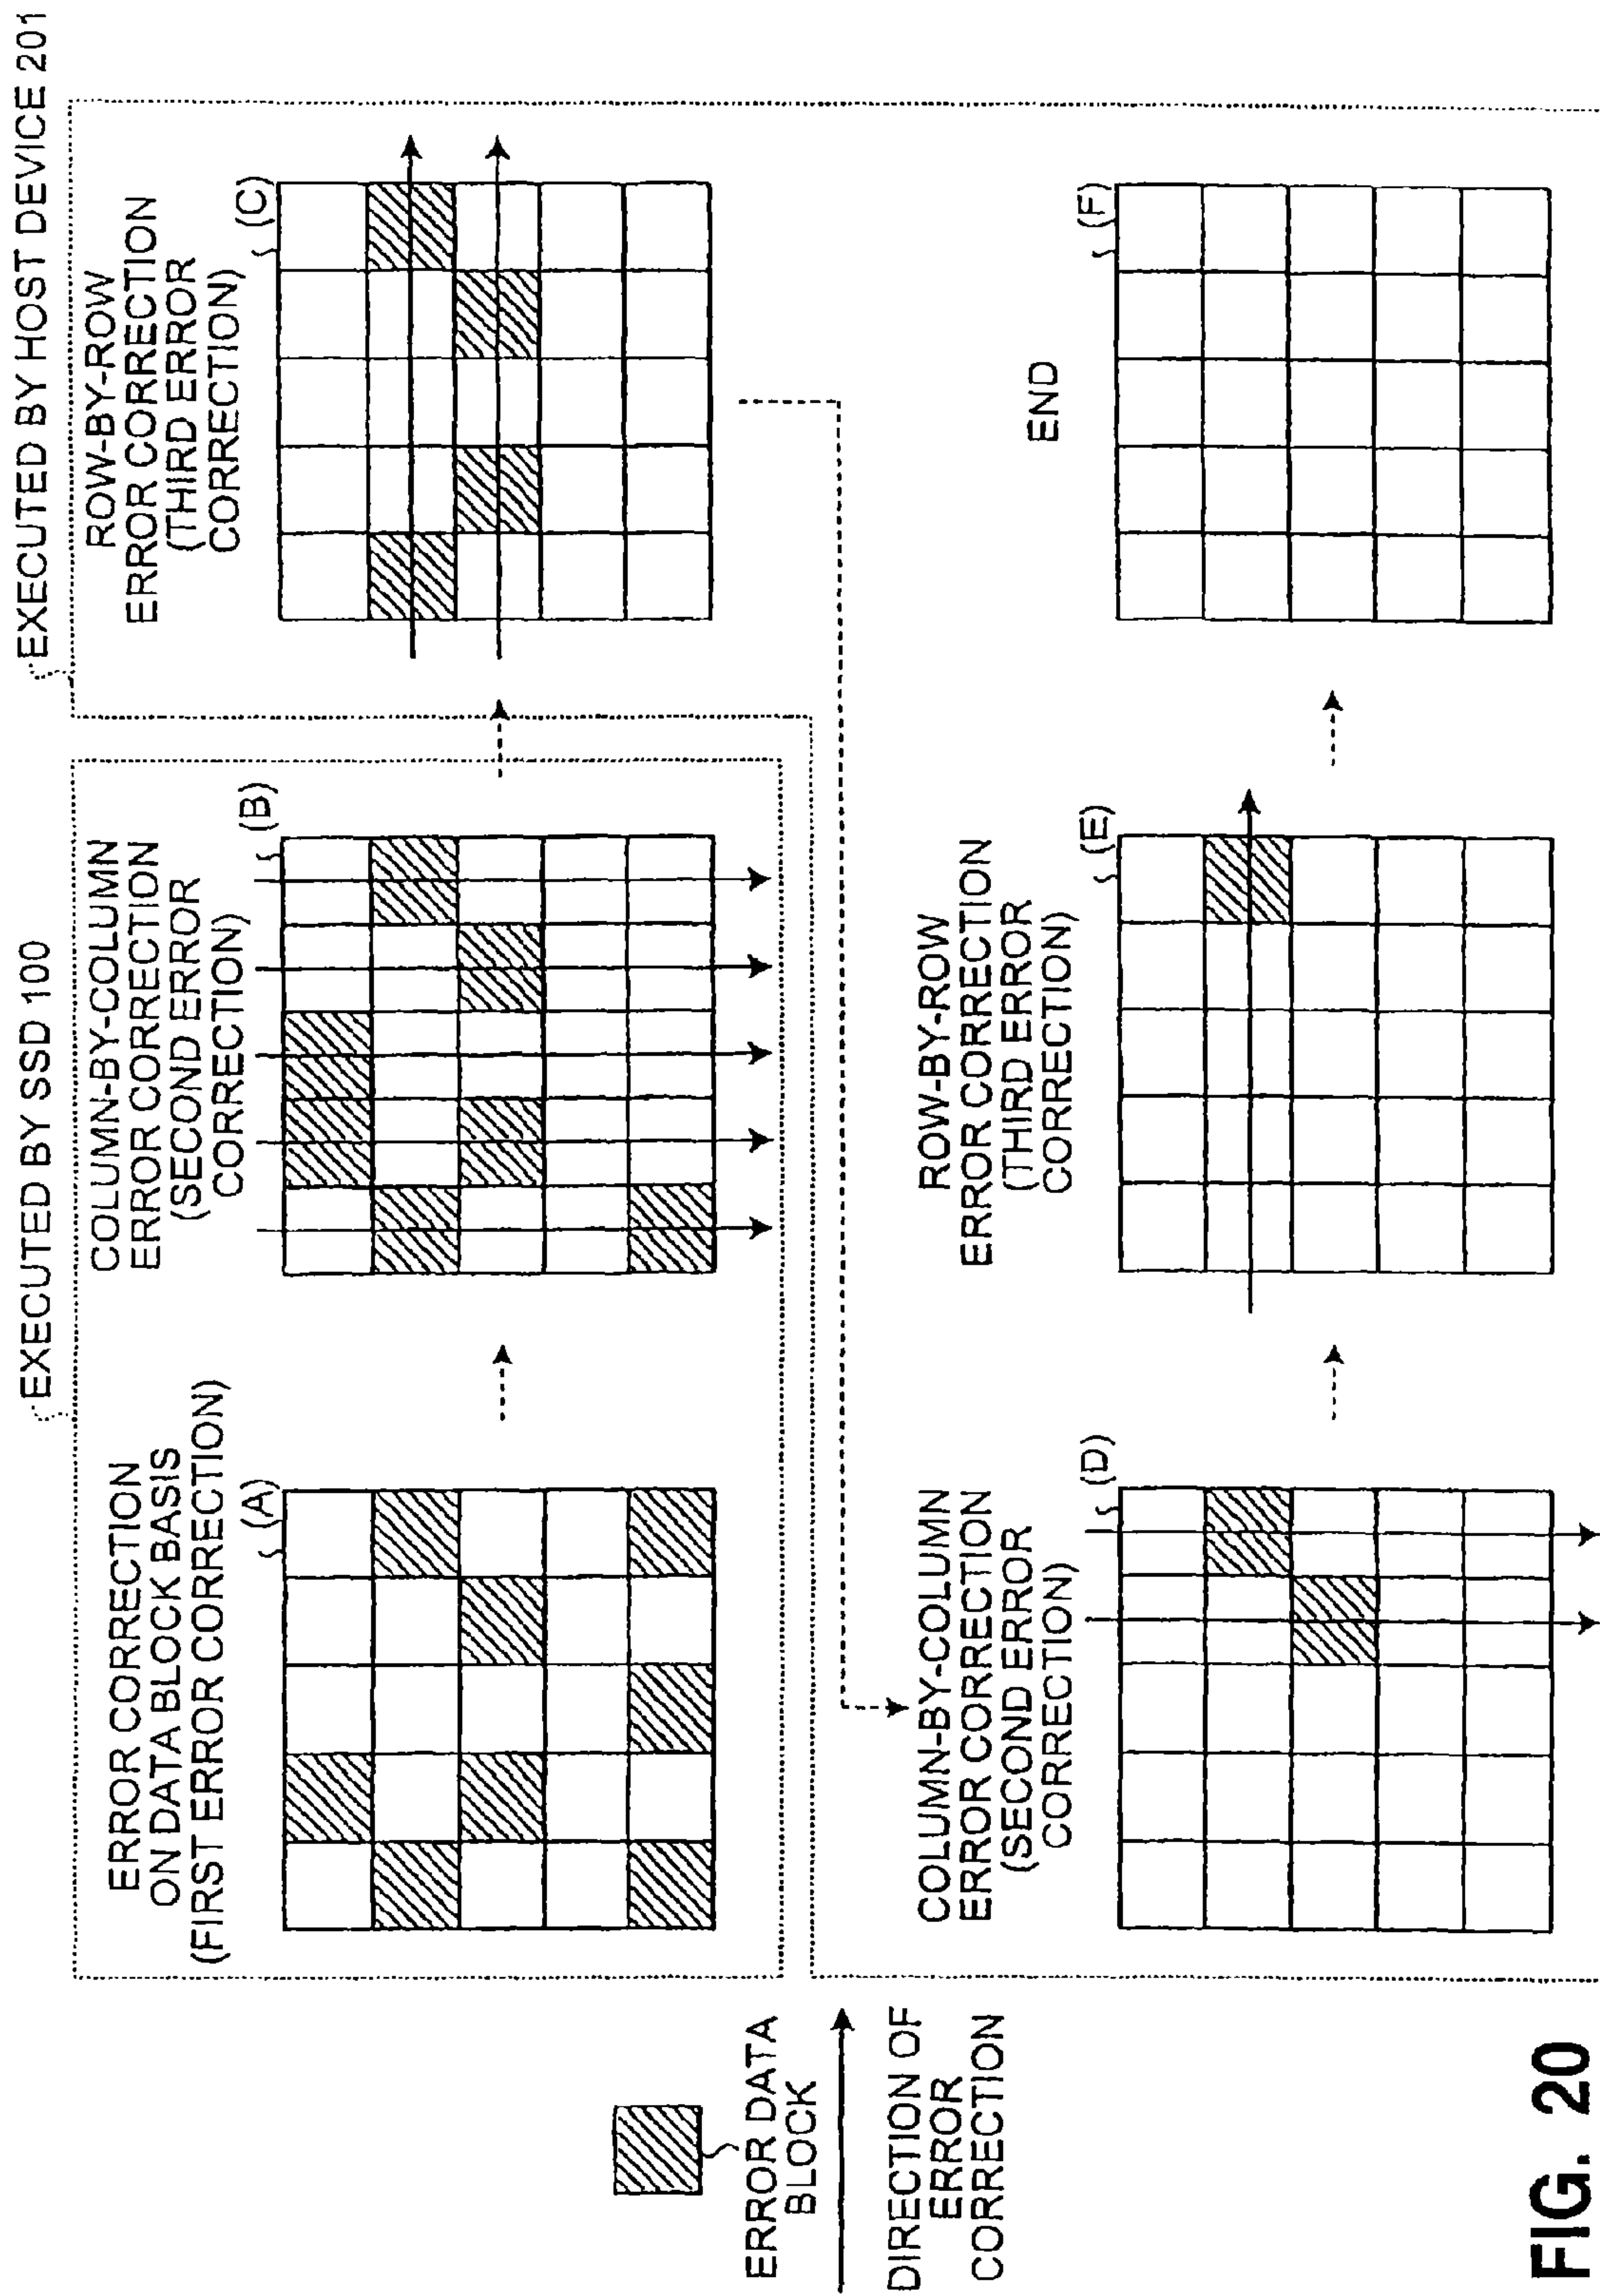 EXECUTED BY SSD 100
EXECUTED BY HOST DEVICE 201
ERROR CORRECTION
ON DATA BLOCK BASIS
(FIRST ERROR CORRECTION)
(A)
COLUMN-BY-COLUMN
ERROR CORRECTION
(SECOND ERROR
CORRECTION)
(B)
ROW-BY-ROW
ERROR CORRECTION
(THIRD ERROR
CORRECTION)
(C)
ERROR DATA
BLOCK
DIRECTION OF
ERROR
CORRECTION
COLUMN-BY-COLUMN
ERROR CORRECTION
(SECOND ERROR
CORRECTION)
(D)
ROW-BY-ROW
ERROR CORRECTION
(THIRD ERROR
CORRECTION)
(E)
END
(F)
FIG. 20